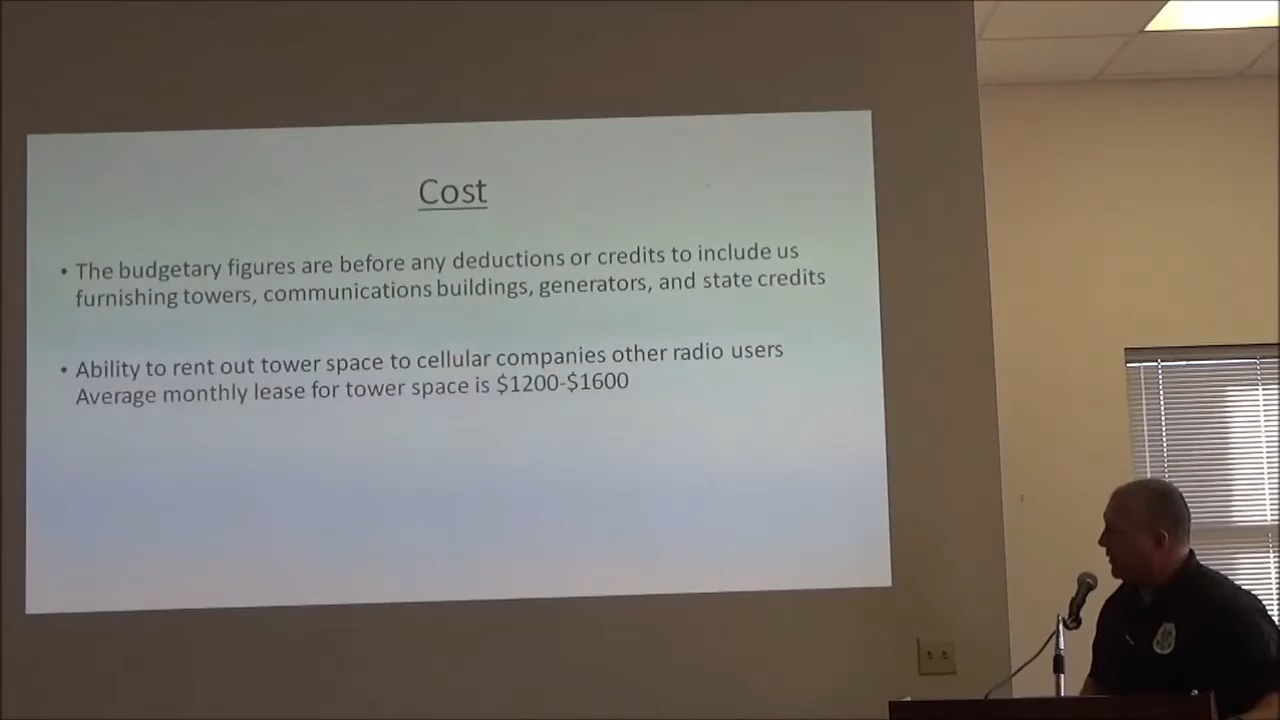 Cost
• The budgetary figures are before any deductions or credits to include us
furnishing towers, communications buildings, generators, and state credits
• Ability to rent out tower space to cellular companies other radio users
Average monthly lease for tower space is $1200-$1600